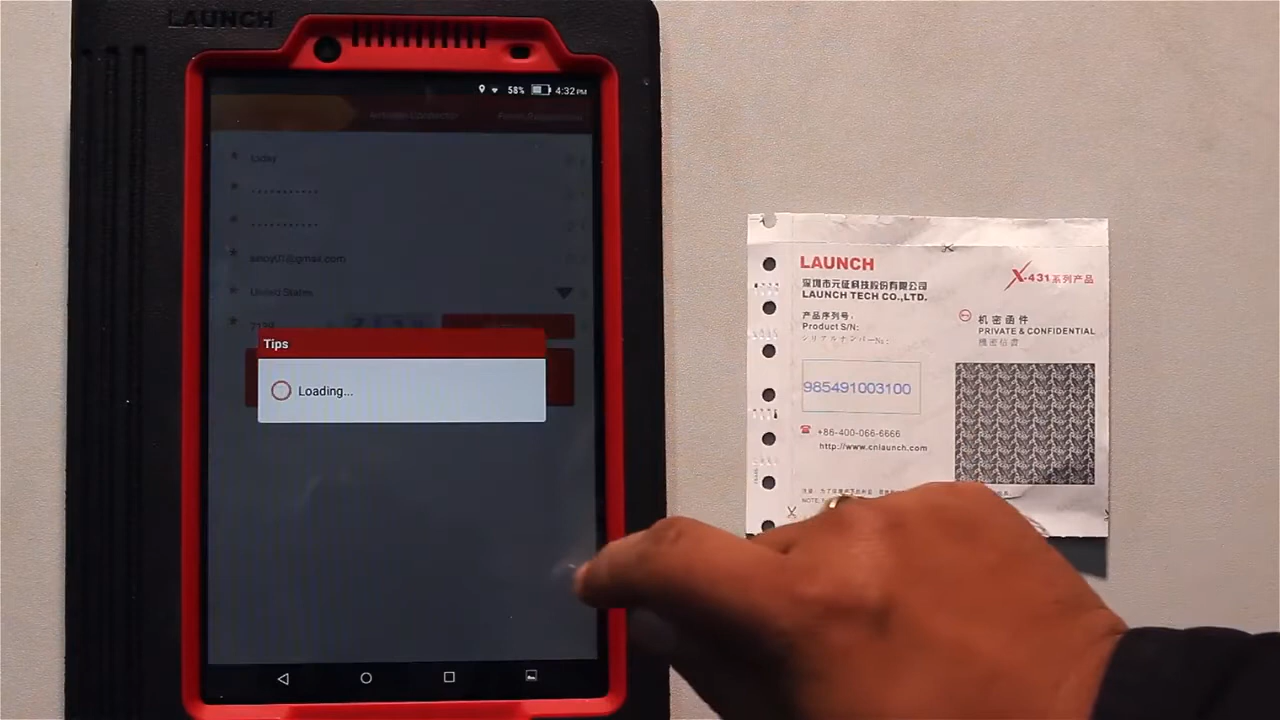 LAUNCH
58% 4:32 PM
Activate Connector
United States
Tips
Loading...
LAUNCH
X-431系列产品
深圳市元征科技股份有限公司
LAUNCH TECH CO.,LTD.
产品序列号:
Product S/N:
シリアルナンバー№:
机密函件
PRIVATE & CONFIDENTIAL
機密信書
985491003100
+86-400-066-6666
http://www.cnlaunch.com